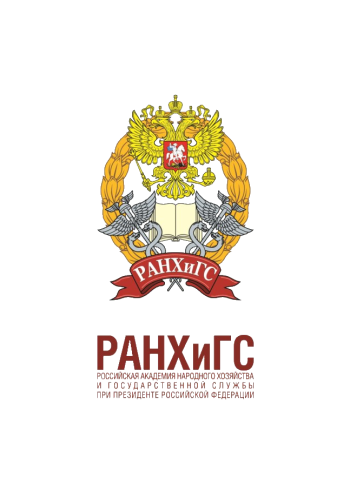 РАНХиГС
РАНХиГС
РОССИЙСКАЯ АКАДЕМИЯ НАРОДНОГО ХОЗЯЙСТВА
И ГОСУДАРСТВЕННОЙ СЛУЖБЫ
ПРИ ПРЕЗИДЕНТЕ РОССИЙСКОЙ ФЕДЕРАЦИИ